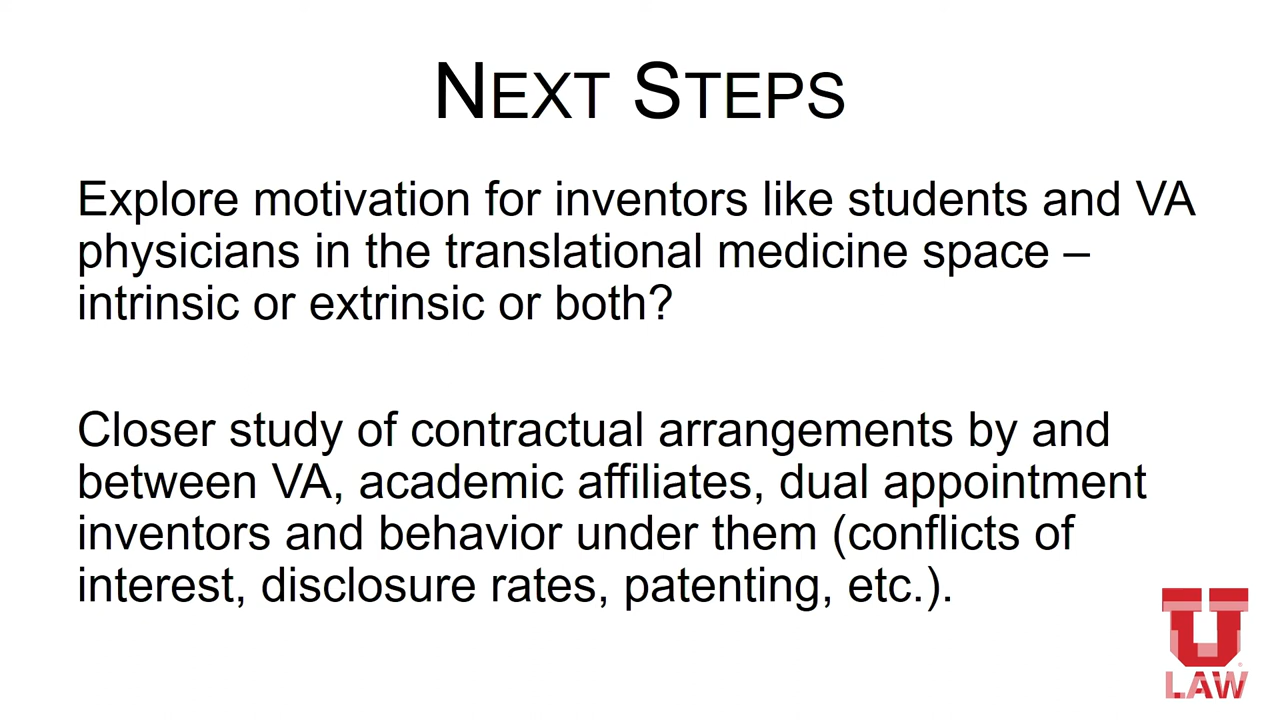 NEXT STEPS
Explore motivation for inventors like students and VA
physicians in the translational medicine space –
intrinsic or extrinsic or both?
Closer study of contractual arrangements by and
between VA, academic affiliates, dual appointment
inventors and behavior under them (conflicts of
interest, disclosure rates, patenting, etc.).
U
LAW